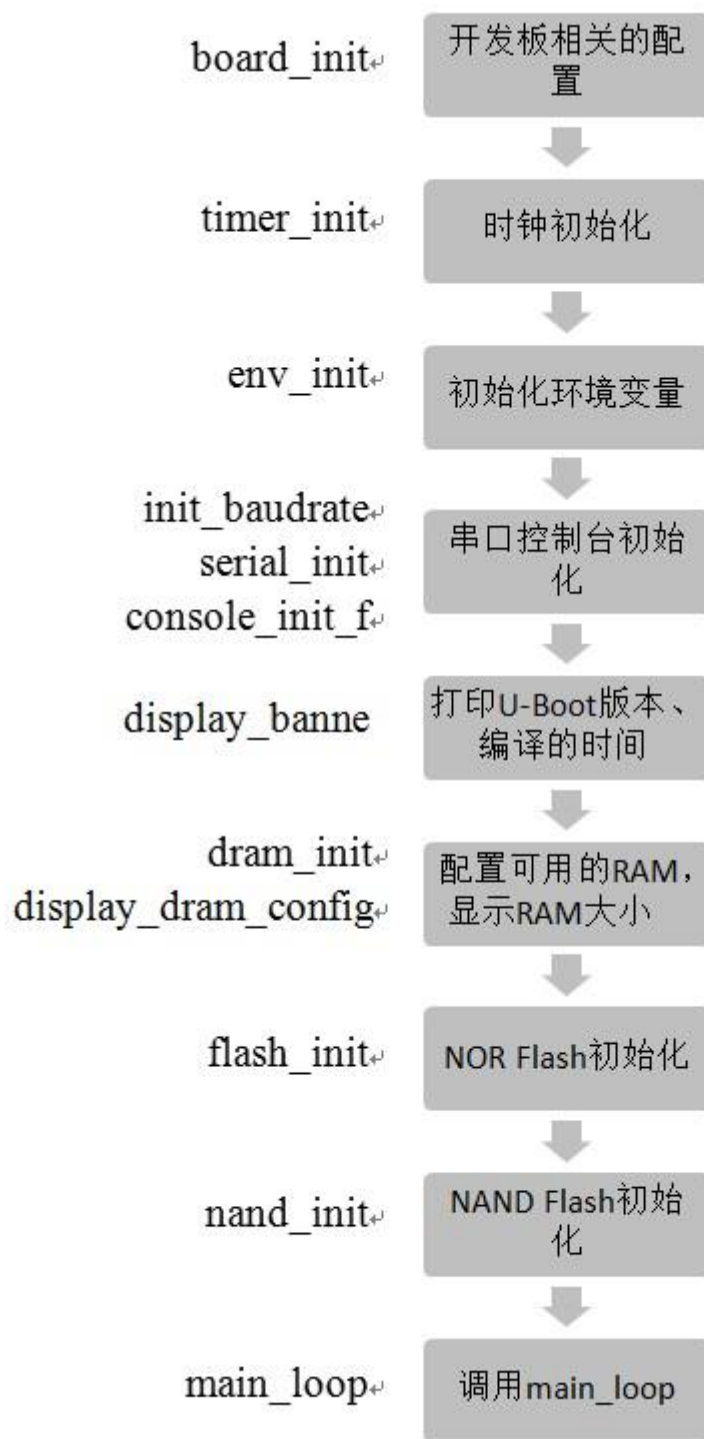 board_init
开发板相关的配
置
timer_init
时钟初始化
env_init
初始化环境变量
init_baudrate
serial_init
console_init_f
串口控制台初始
化
display_banne
打印U-Boot版本、
编译的时间
dram_init
display_dram_config
配置可用的RAM，
显示RAM大小
flash_init
NOR Flash初始化
nand_init
NAND Flash初始
化
main_loop
调用main_loop